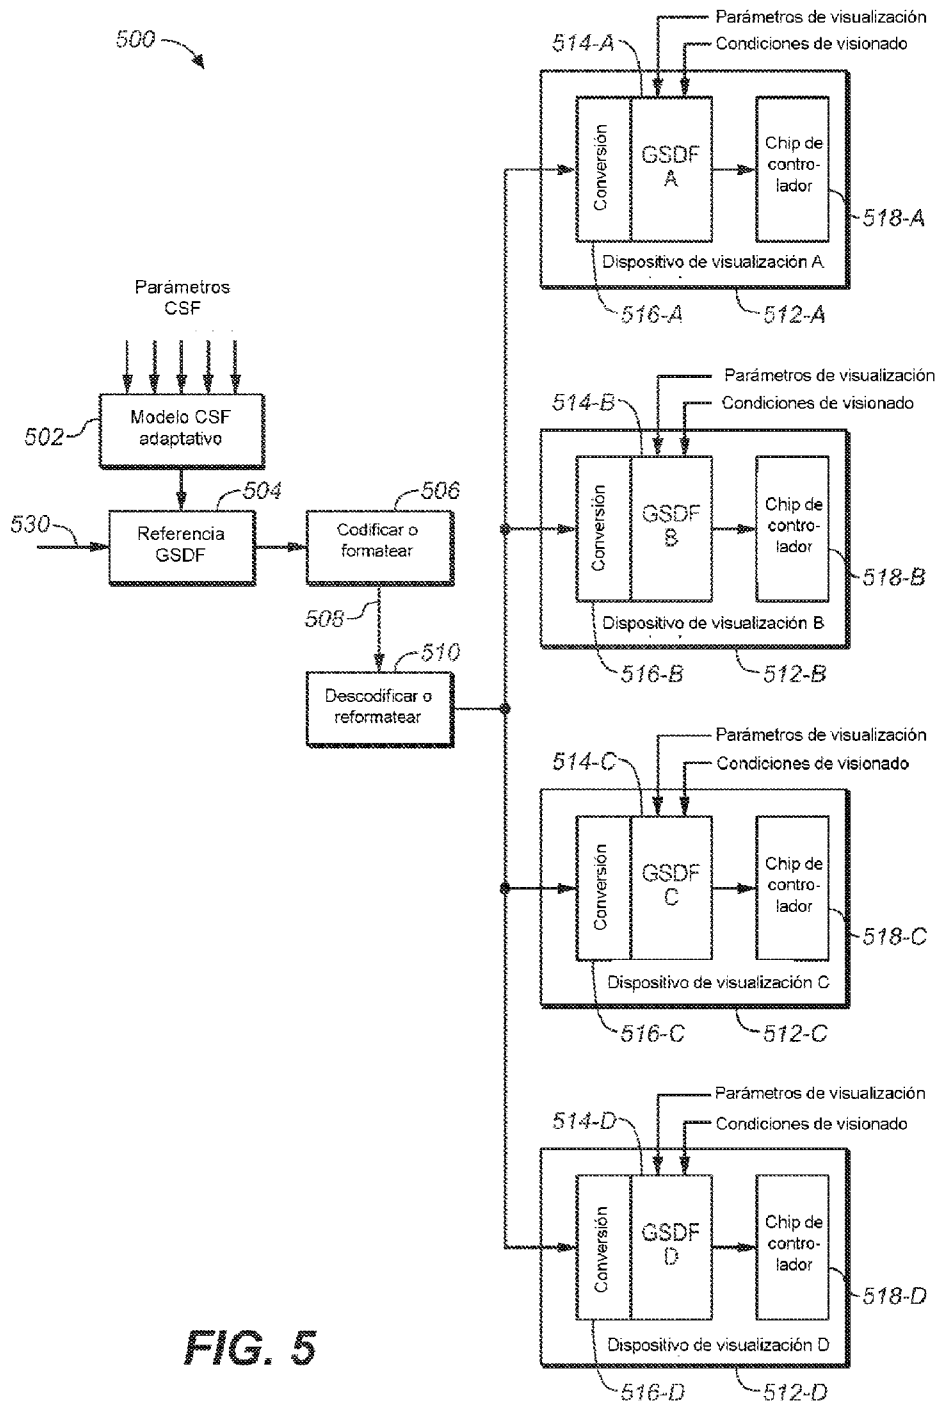 500
Parámetros de visualización
Condiciones de visionado
514-A
Conversión
GSDF
A
Chip de
contro-
lador
518-A
Dispositivo de visualización A
516-A
512-A
Parámetros
CSF
502
Modelo CSF
adaptativo
504
530
Referencia
GSDF
506
Codificar o
formatear
508
510
Descodificar o
reformatear
Parámetros de visualización
Condiciones de visionado
514-B
Conversión
GSDF
B
Chip de
contro-
lador
518-B
Dispositivo de visualización B
516-B
512-B
Parámetros de visualización
Condiciones de visionado
514-C
Conversión
GSDF
C
Chip de
contro-
lador
518-C
Dispositivo de visualización C
516-C
512-C
Parámetros de visualización
Condiciones de visionado
514-D
Conversión
GSDF
D
Chip de
contro-
lador
518-D
Dispositivo de visualización D
516-D
512-D
FIG. 5